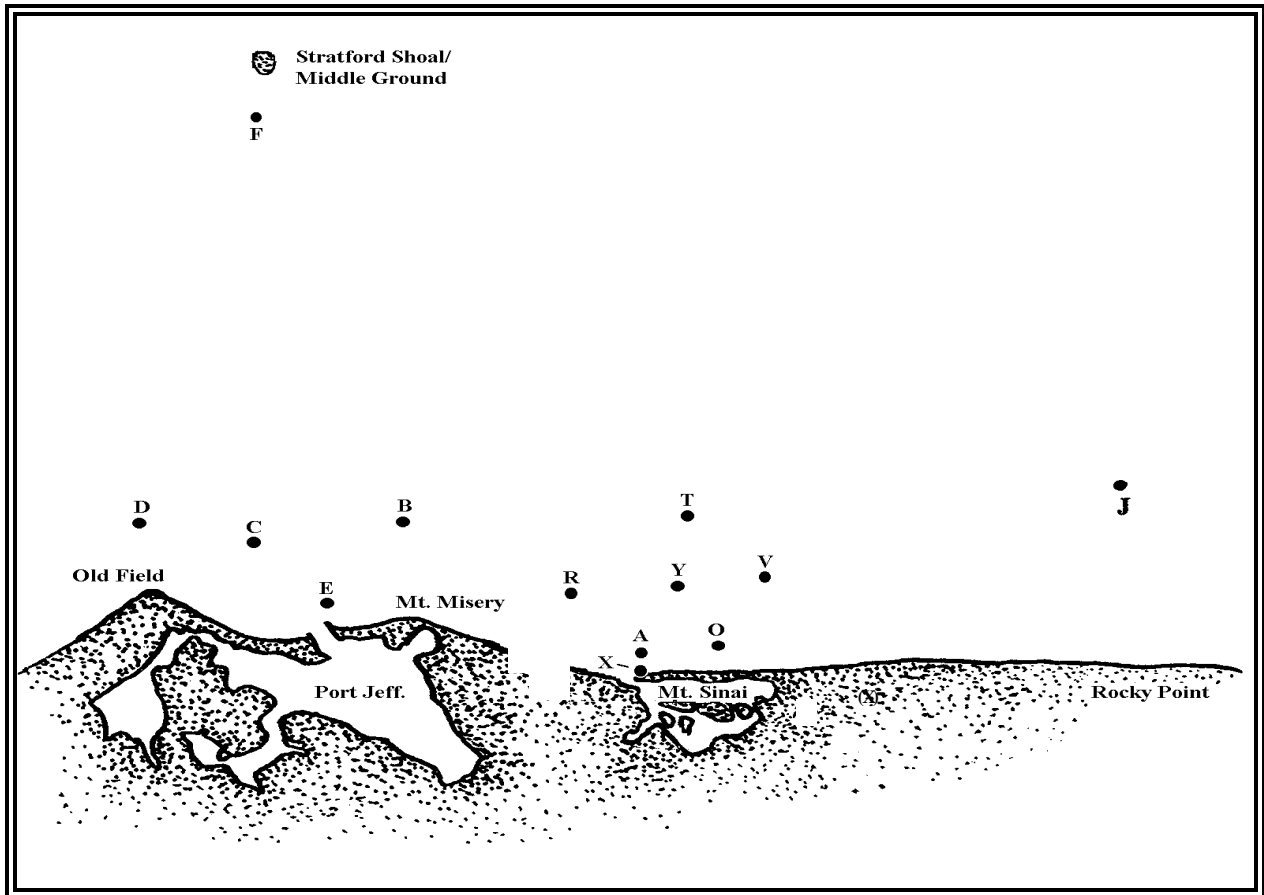 Stratford Shoal/
Middle Ground
F
J
D
B
T
C
V
Old Field
R
Y
E
Mt. Misery
A
O
X
Port Jeff.
Mt. Sinai
(X)
Rocky Point